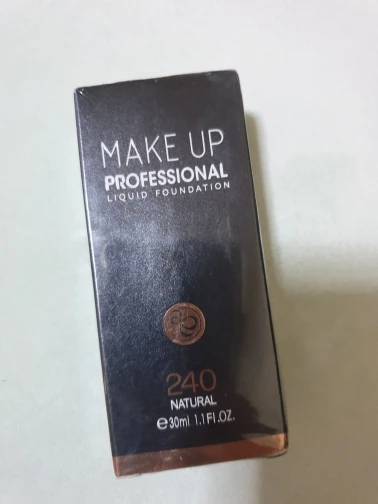 MAKE UP
PROFESSIONAL
LIQUID FOUNDATION
240
NATURAL
℮30ml 1.1Fl.OZ.